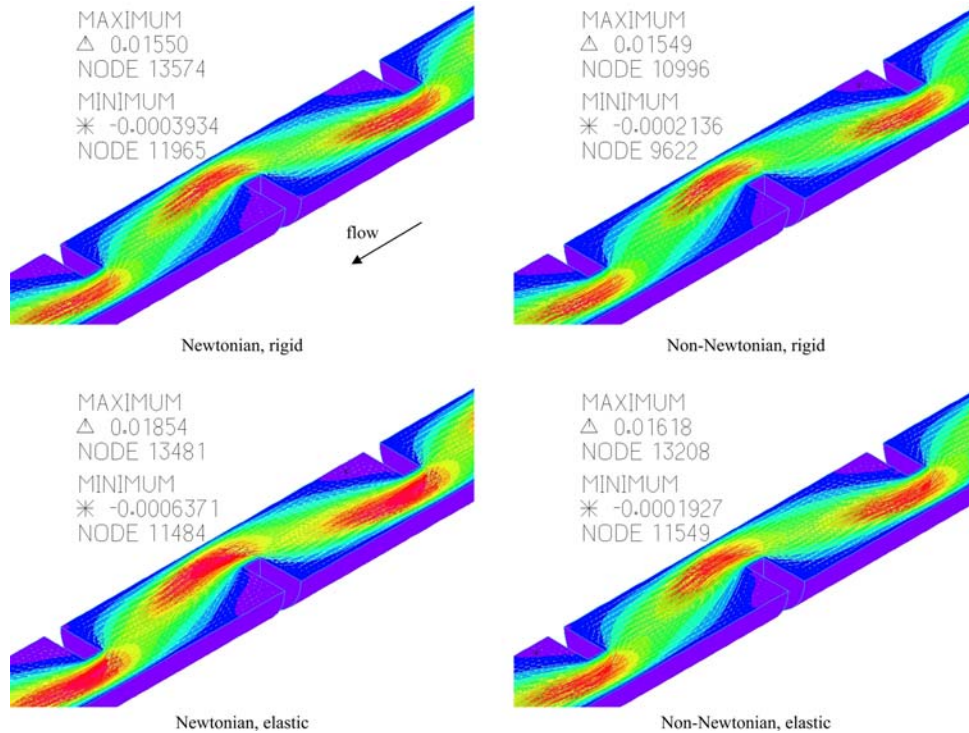 MAXIMUM
△ 0.01550
NODE 13574
MINIMUM
✳ -0.0003934
NODE 11965
flow
Newtonian, rigid
MAXIMUM
△ 0.01549
NODE 10996
MINIMUM
✳ -0.0002136
NODE 9622
Non-Newtonian, rigid
MAXIMUM
△ 0.01854
NODE 13481
MINIMUM
✳ -0.0006371
NODE 11484
Newtonian, elastic
MAXIMUM
△ 0.01618
NODE 13208
MINIMUM
✳ -0.0001927
NODE 11549
Non-Newtonian, elastic